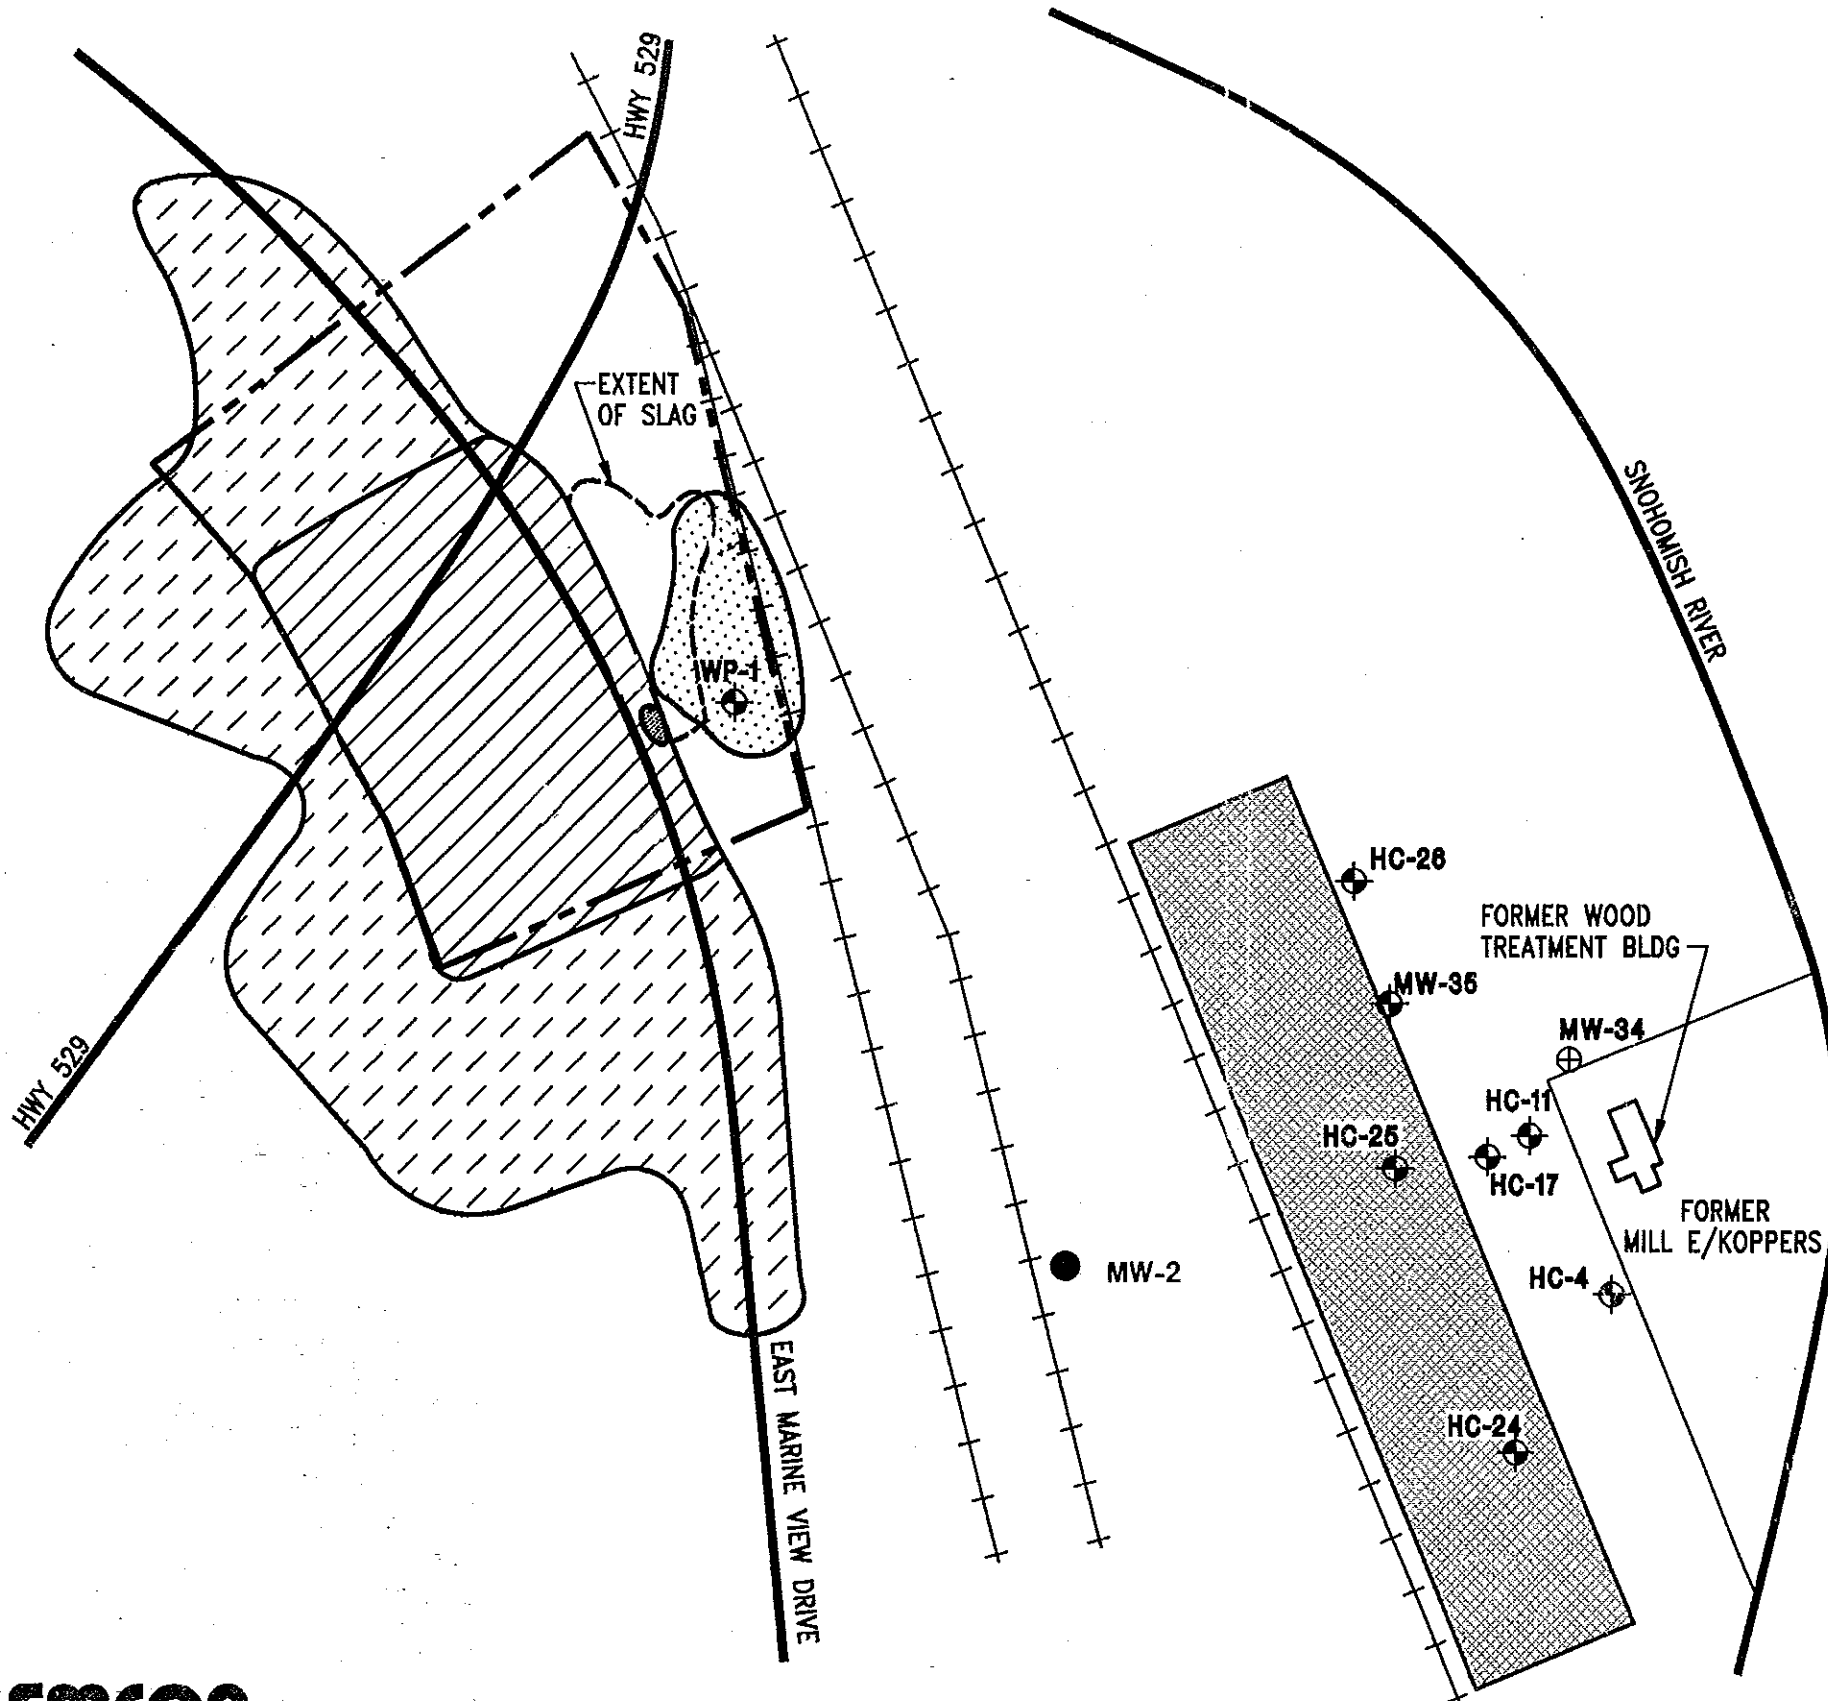 HWY 529
EXTENT
OF SLAG
SNOHOMISH RIVER
WP-1
HC-28
FORMER WOOD
TREATMENT BLDG
MW-35
MW-34
HC-11
HC-25
HC-17
HWY 529
FORMER
MILL E/KOPPERS
HC-4
MW-2
EAST MARINE VIEW DRIVE
HC-24